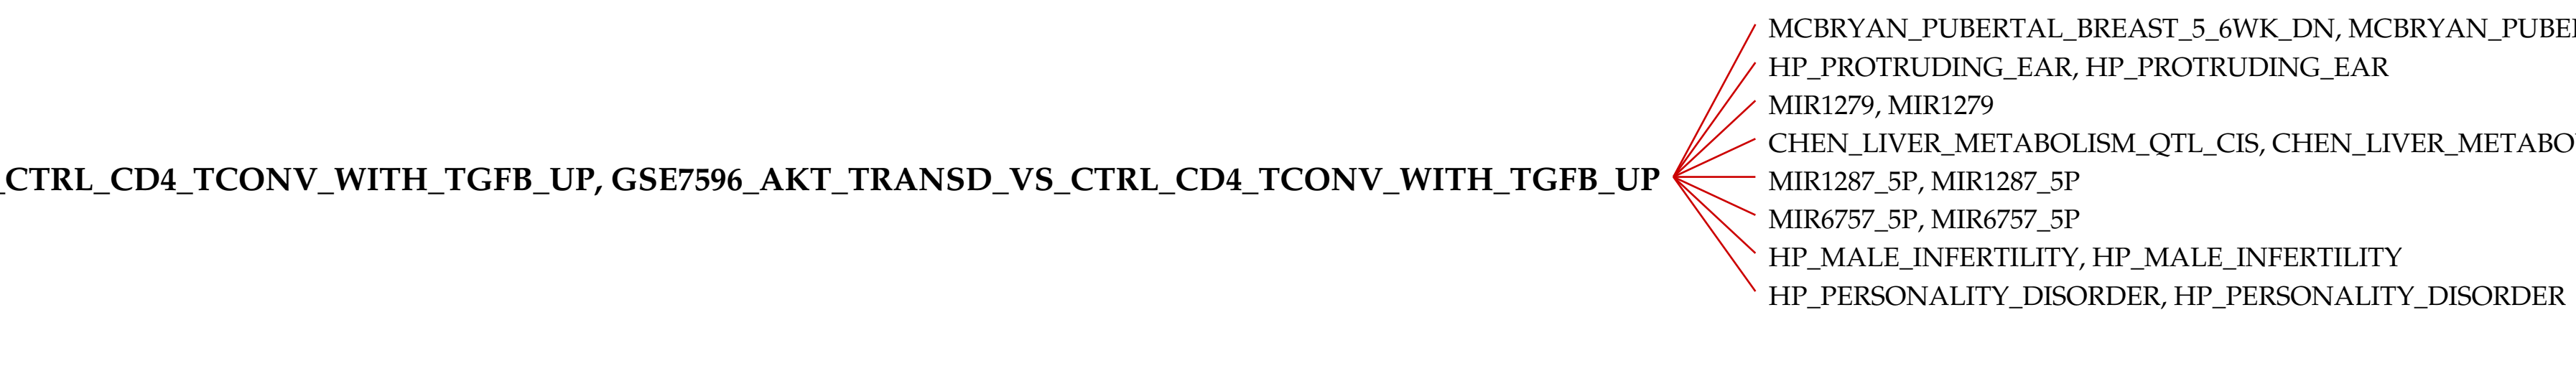 MCBRYAN_PUBERTAL_BREAST_5_6WK_DN, MCBRYAN_PUBE
HP_PROTRUDING_EAR, HP_PROTRUDING_EAR
MIR1279, MIR1279
CHEN_LIVER_METABOLISM_QTL_CIS, CHEN_LIVER_METABO
_CTRL_CD4_TCONV_WITH_TGFB_UP, GSE7596_AKT_TRANSD_VS_CTRL_CD4_TCONV_WITH_TGFB_UP
MIR1287_5P, MIR1287_5P
MIR6757_5P, MIR6757_5P
HP_MALE_INFERTILITY, HP_MALE_INFERTILITY
HP_PERSONALITY_DISORDER, HP_PERSONALITY_DISORDER